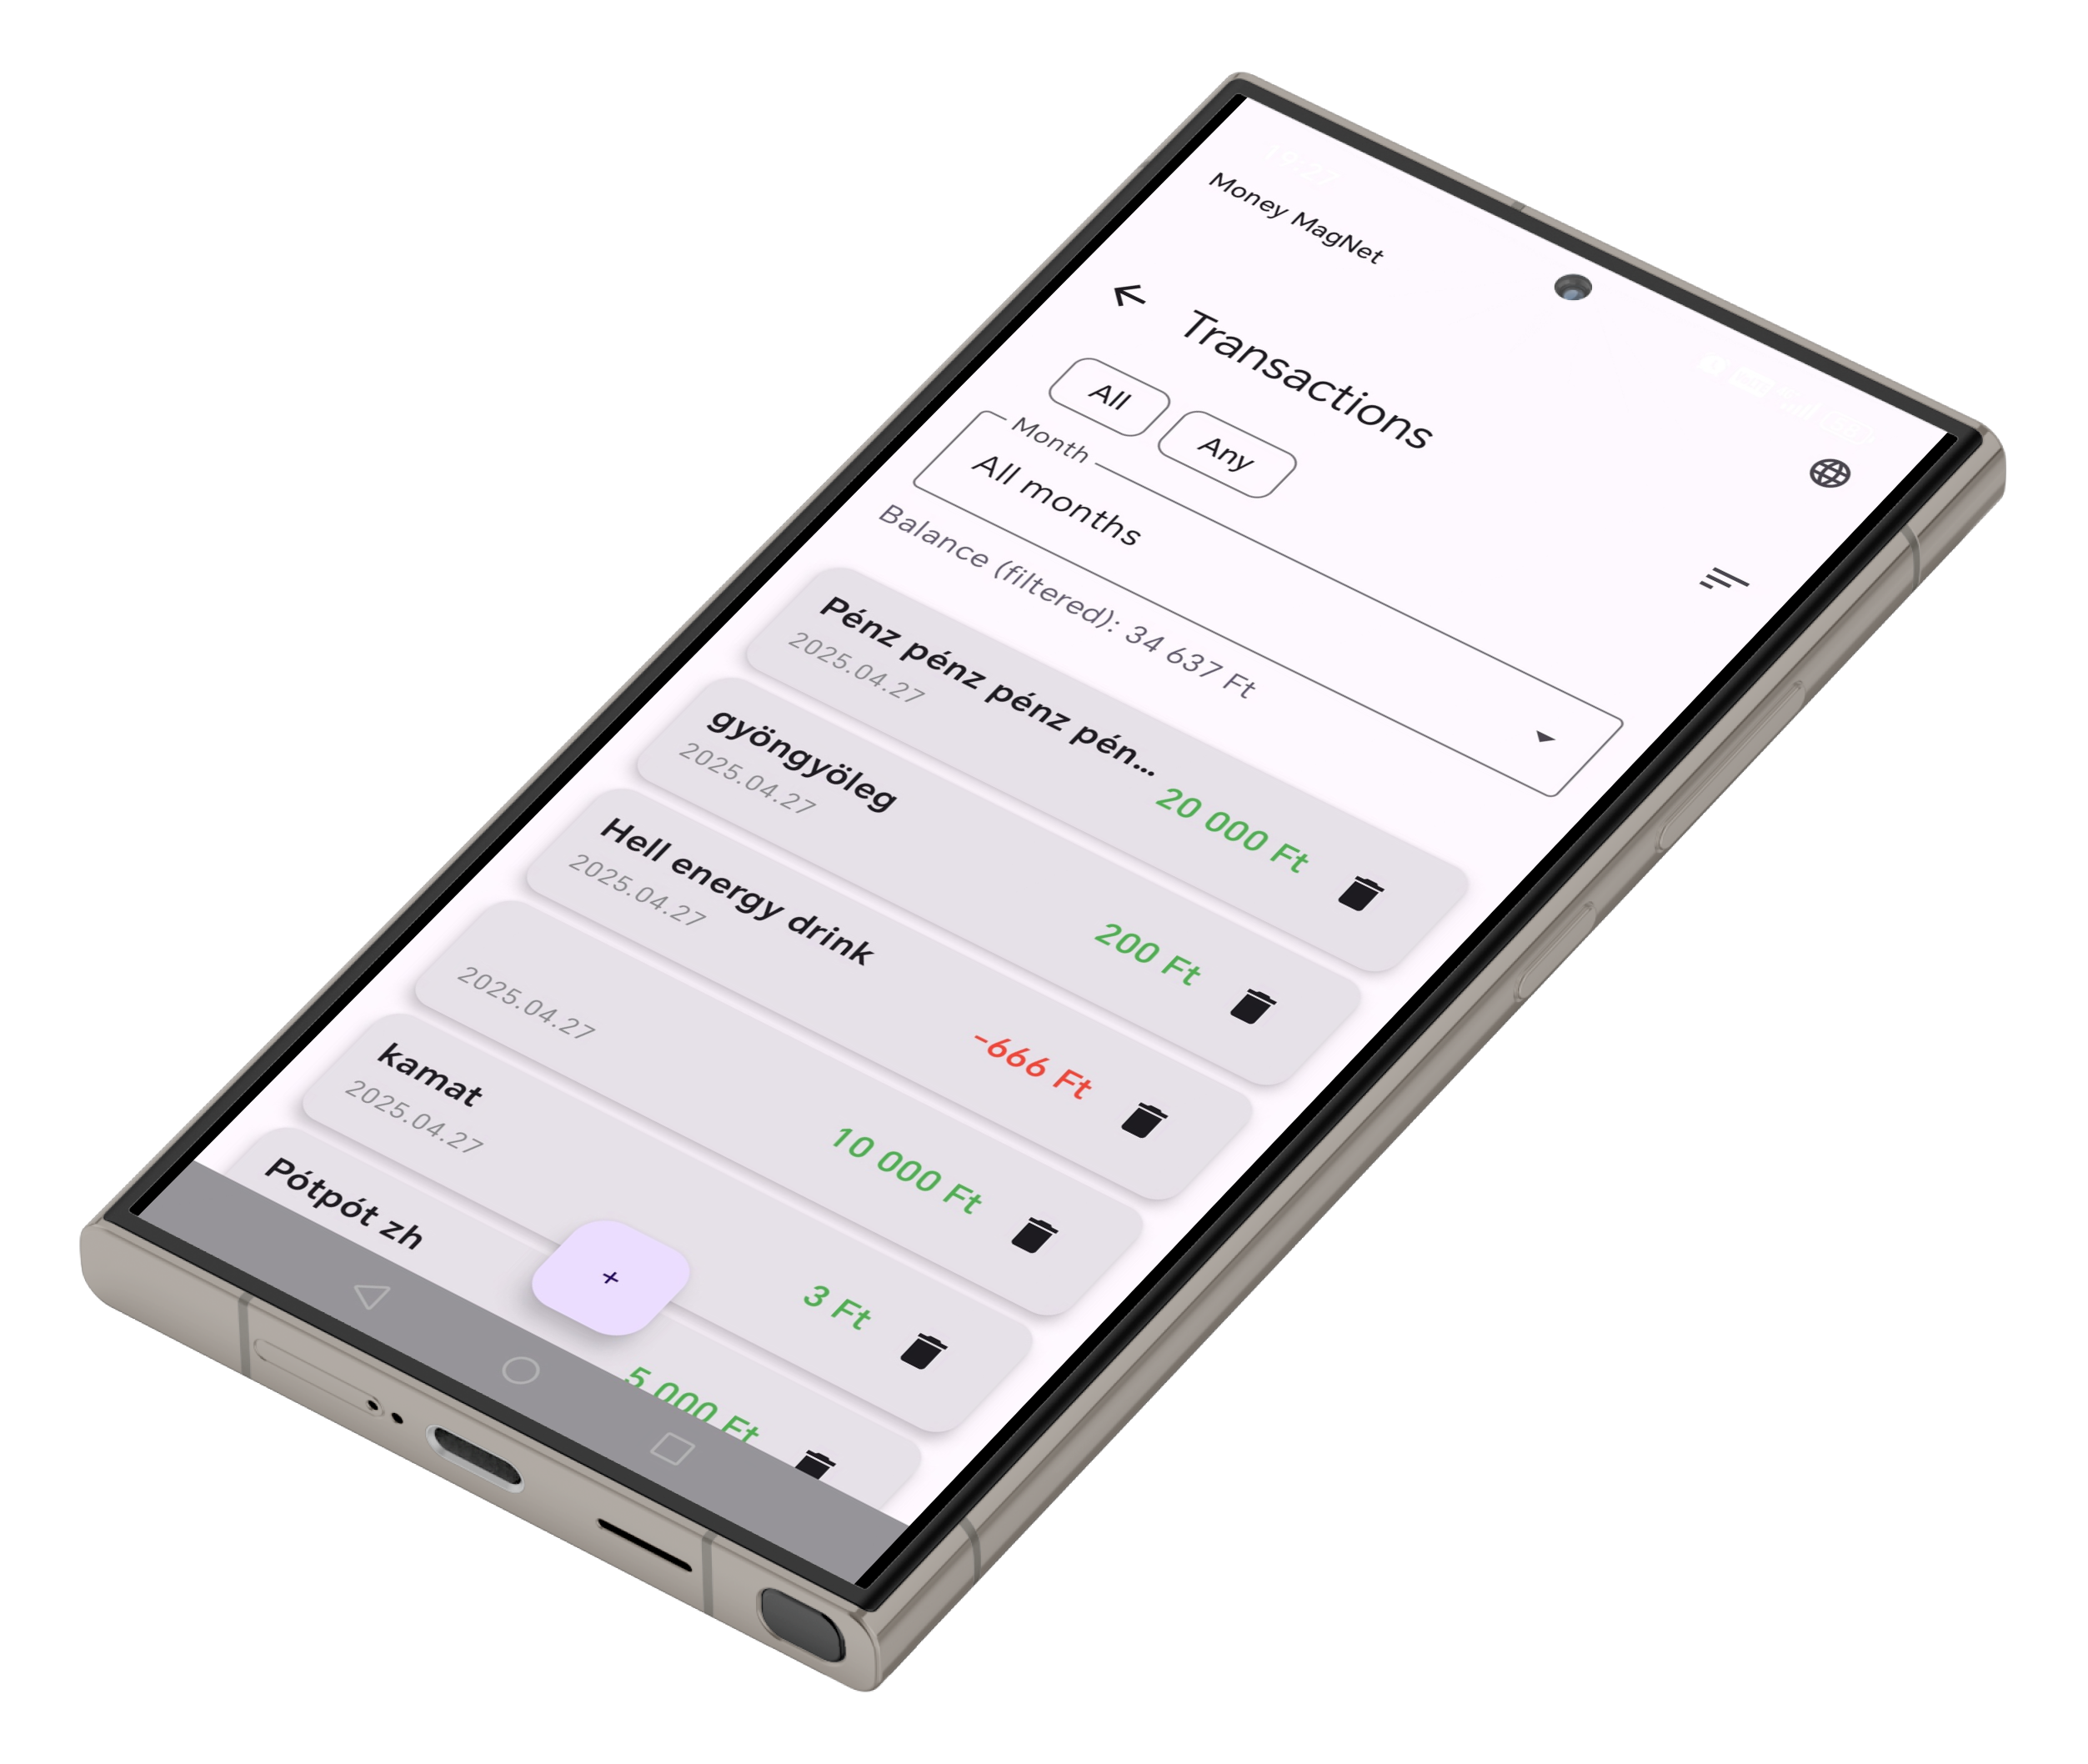 19:27
Money MagNet
Transactions
All
Any
Month
All months
Balance (filtered): 34 637 Ft
Pénz pénz pénz pén...
2025.04.27
20 000 Ft
gyöngyöleg
2025.04.27
200 Ft
Hell energy drink
2025.04.27
-666 Ft
2025.04.27
10 000 Ft
kamat
2025.04.27
3 Ft
Pótpót zh
+
5 000 Ft